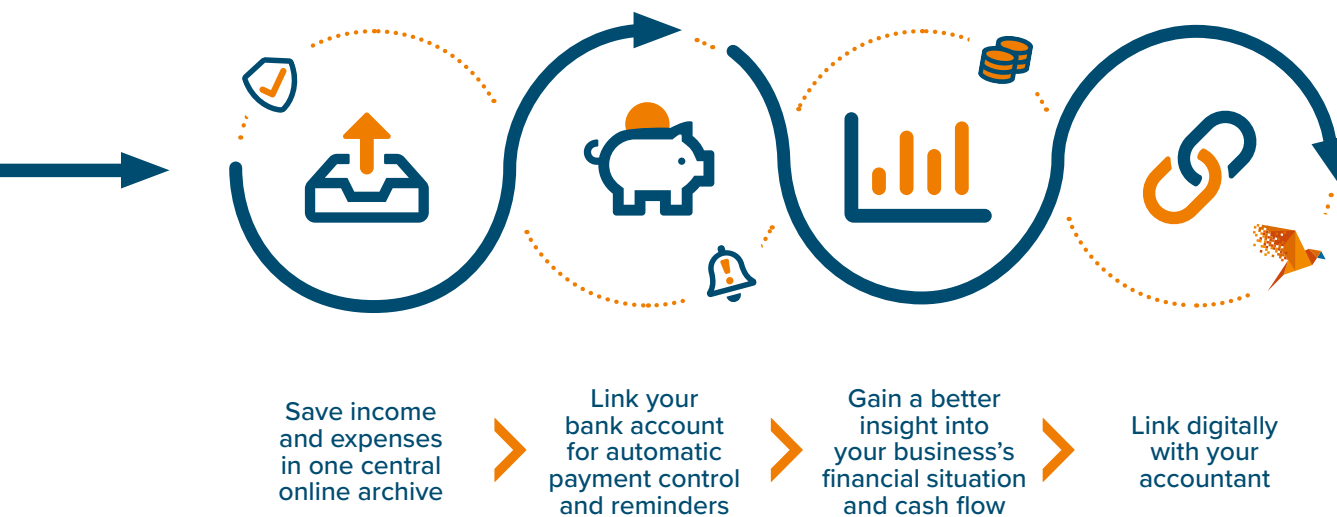 Save income
and expenses
in one central
online archive
Link your
bank account
for automatic
payment control
and reminders
Gain a better
insight into
your business's
financial situation
and cash flow
Link digitally
with your
accountant